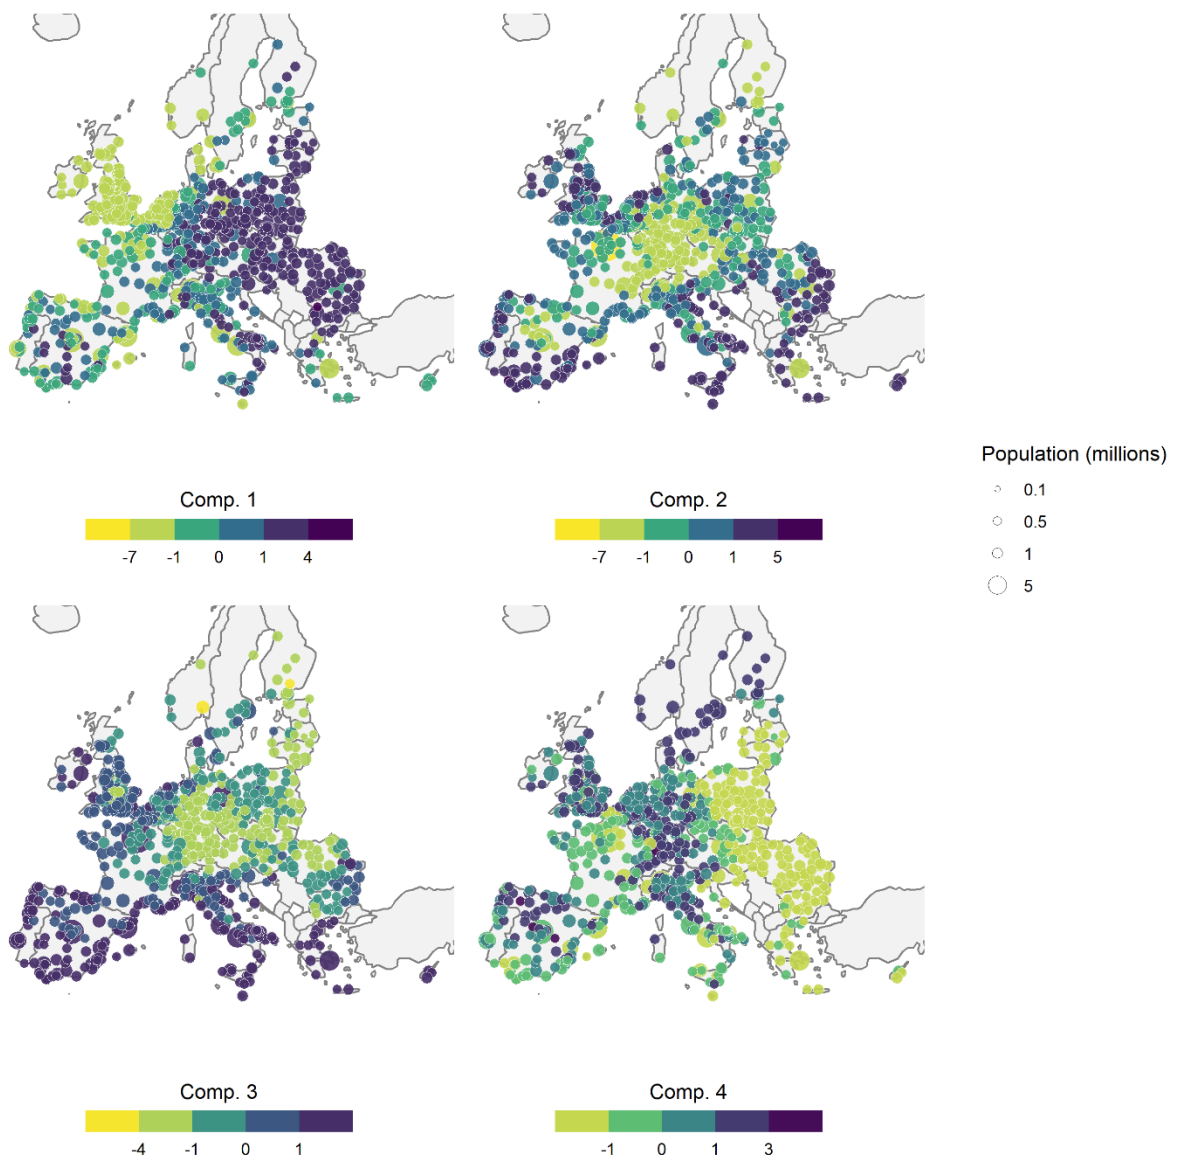 Comp. 1
-7 -1 0 1 4
Comp. 2
-7 -1 0 1 5
Population (millions)
0.1
0.5
1
5
Comp. 3
-4 -1 0 1
Comp. 4
-1 0 1 3